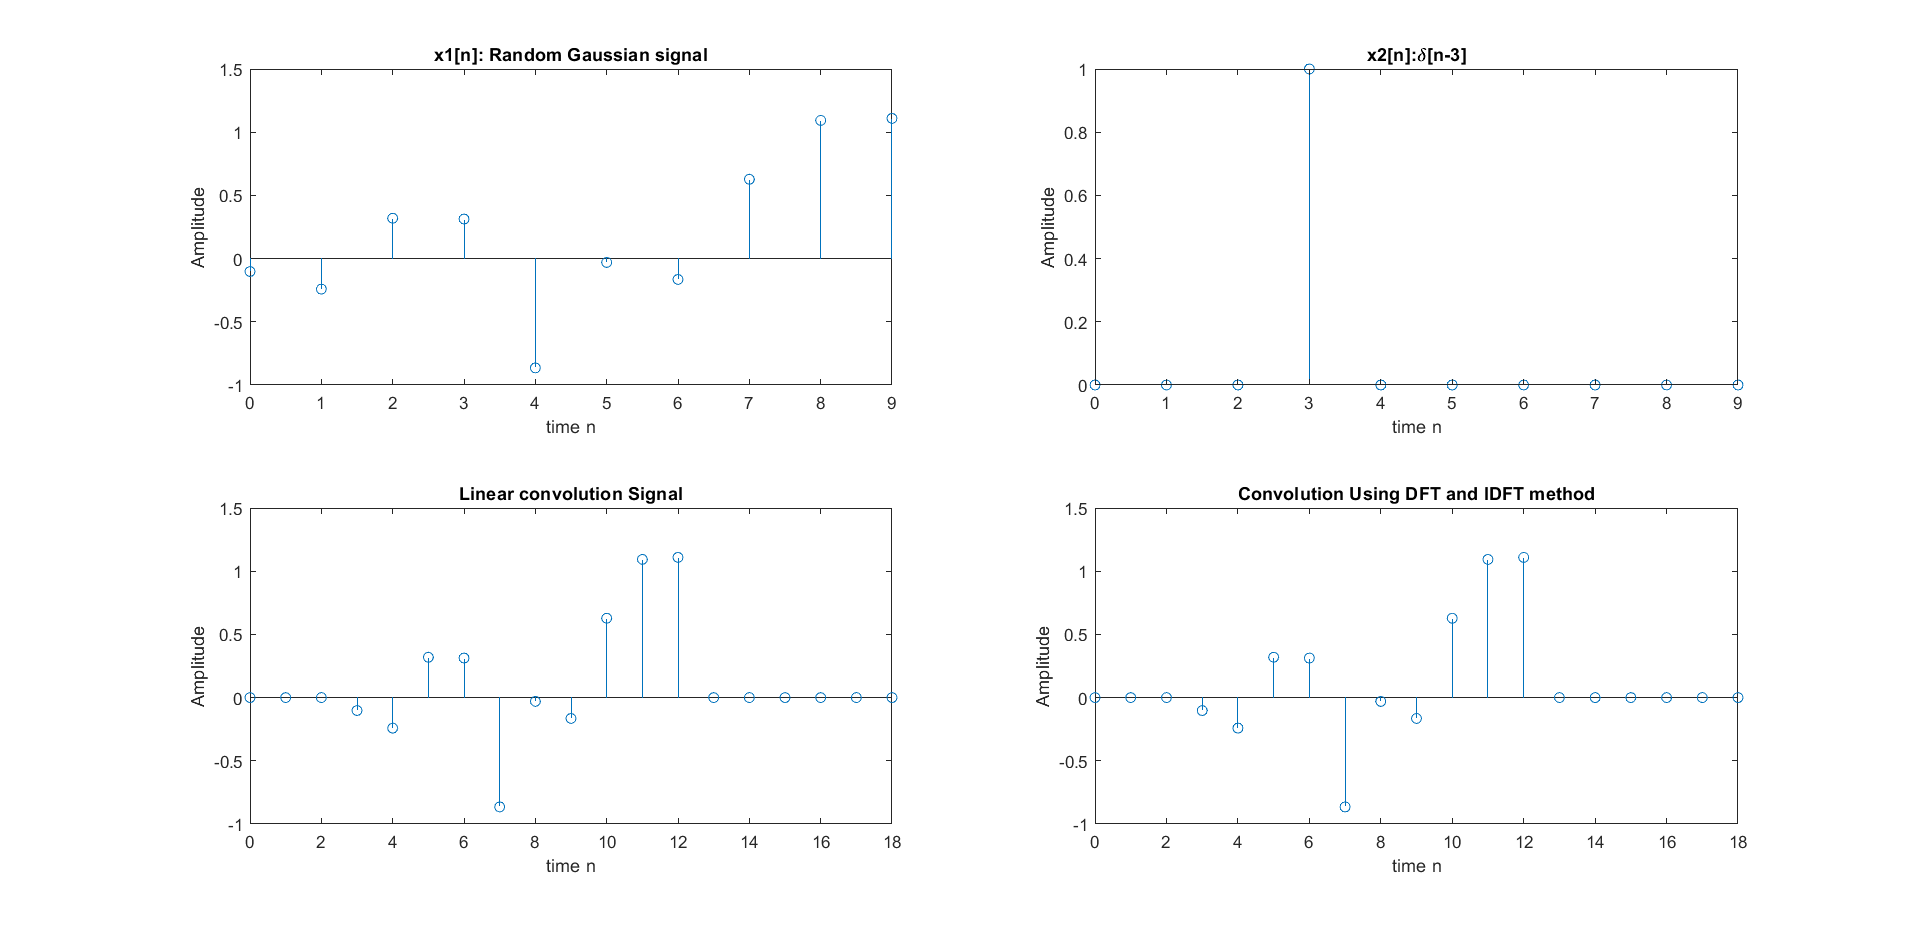 x1[n]: Random Gaussian signal
1.5
1
0.5
0
-0.5
-1
Amplitude
0 1 2 3 4 5 6 7 8 9
time n
x2[n]:δ[n-3]
1
0.8
0.6
0.4
0.2
0
Amplitude
0 1 2 3 4 5 6 7 8 9
time n
Linear convolution Signal
1.5
1
0.5
0
-0.5
-1
Amplitude
0 2 4 6 8 10 12 14 16 18
time n
Convolution Using DFT and IDFT method
1.5
1
0.5
0
-0.5
-1
Amplitude
0 2 4 6 8 10 12 14 16 18
time n